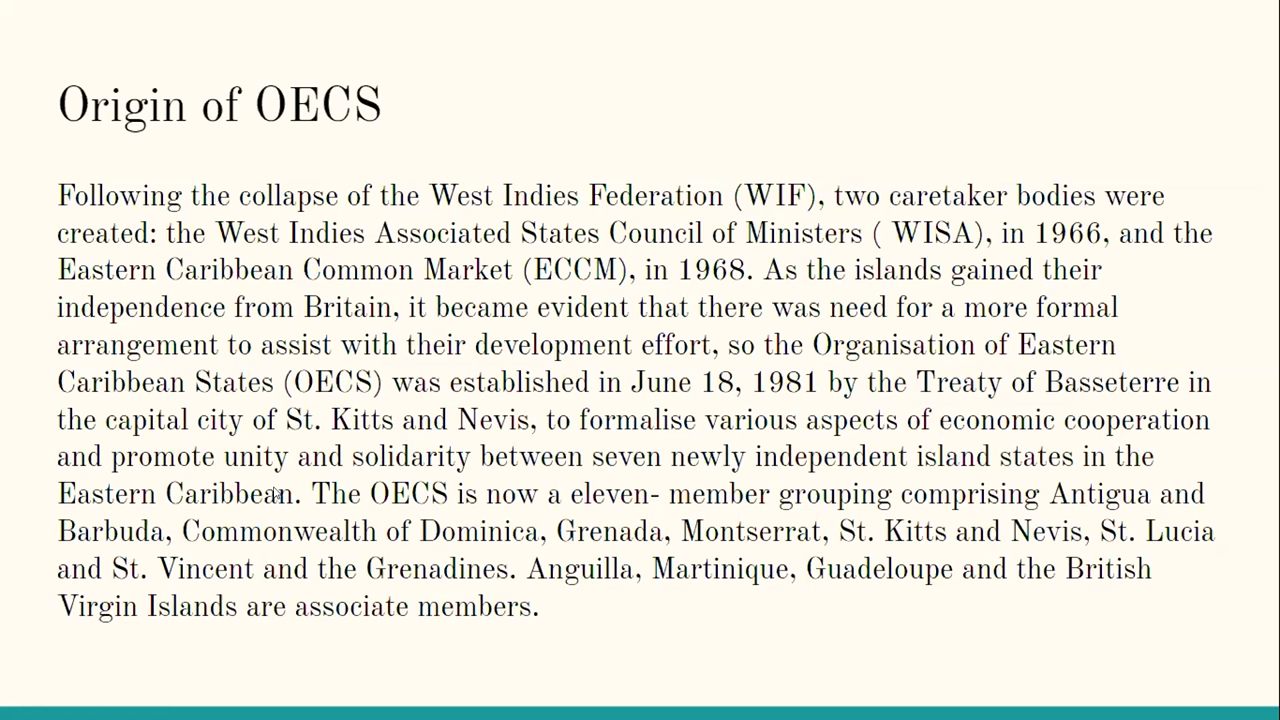 Origin of OECS
Following the collapse of the West Indies Federation (WIF), two caretaker bodies were
created: the West Indies Associated States Council of Ministers ( WISA), in 1966, and the
Eastern Caribbean Common Market (ECCM), in 1968. As the islands gained their
independence from Britain, it became evident that there was need for a more formal
arrangement to assist with their development effort, so the Organisation of Eastern
Caribbean States (OECS) was established in June 18, 1981 by the Treaty of Basseterre in
the capital city of St. Kitts and Nevis, to formalise various aspects of economic cooperation
and promote unity and solidarity between seven newly independent island states in the
Eastern Caribbean. The OECS is now a eleven- member grouping comprising Antigua and
Barbuda, Commonwealth of Dominica, Grenada, Montserrat, St. Kitts and Nevis, St. Lucia
and St. Vincent and the Grenadines. Anguilla, Martinique, Guadeloupe and the British
Virgin Islands are associate members.